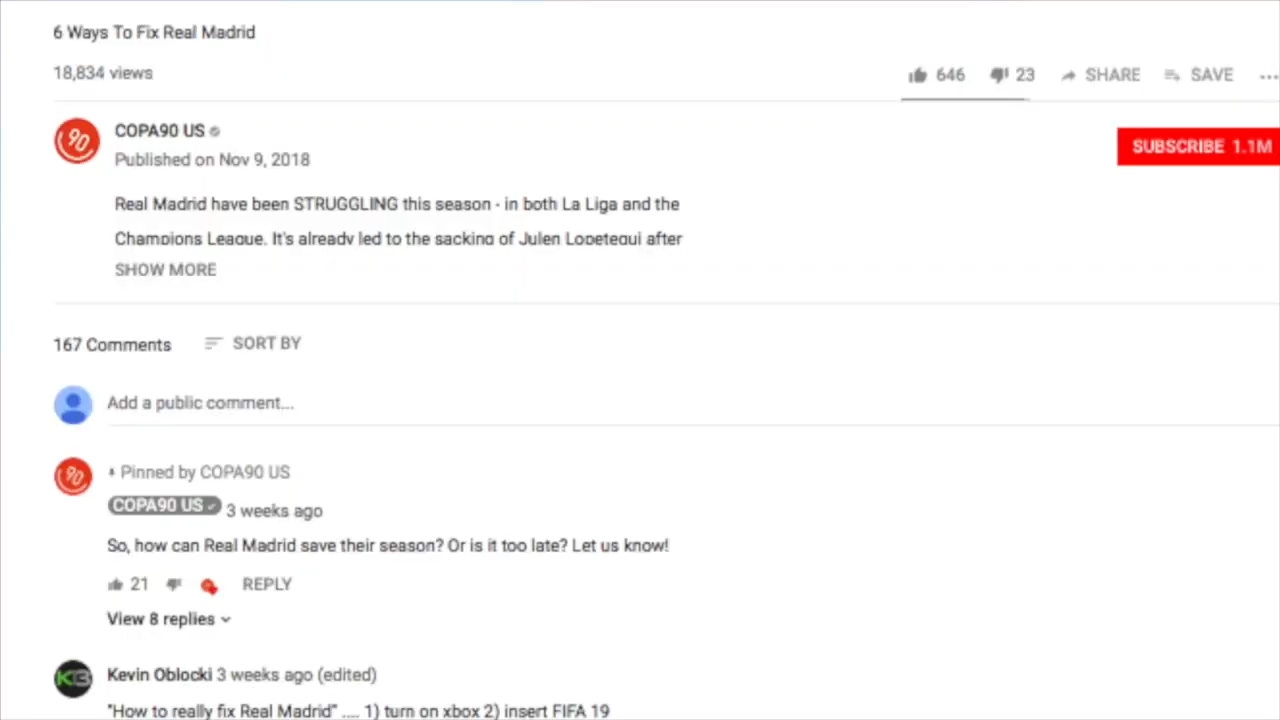 6 Ways To Fix Real Madrid
18,834 views
646 23 SHARE SAVE ...
90 COPA90 US
SUBSCRIBE 1.1M
Published on Nov 9, 2018
Real Madrid have been STRUGGLING this season - in both La Liga and the
Champions League. It's already led to the sacking of Julen Lopetegui after
SHOW MORE
167 Comments SORT BY
Add a public comment...
90 Pinned by COPA90 US
COPA90 US 3 weeks ago
So, how can Real Madrid save their season? Or is it too late? Let us know!
21 REPLY
View 8 replies
K3 Kevin Oblocki 3 weeks ago (edited)
"How to really fix Real Madrid" .... 1) turn on xbox 2) insert FIFA 19